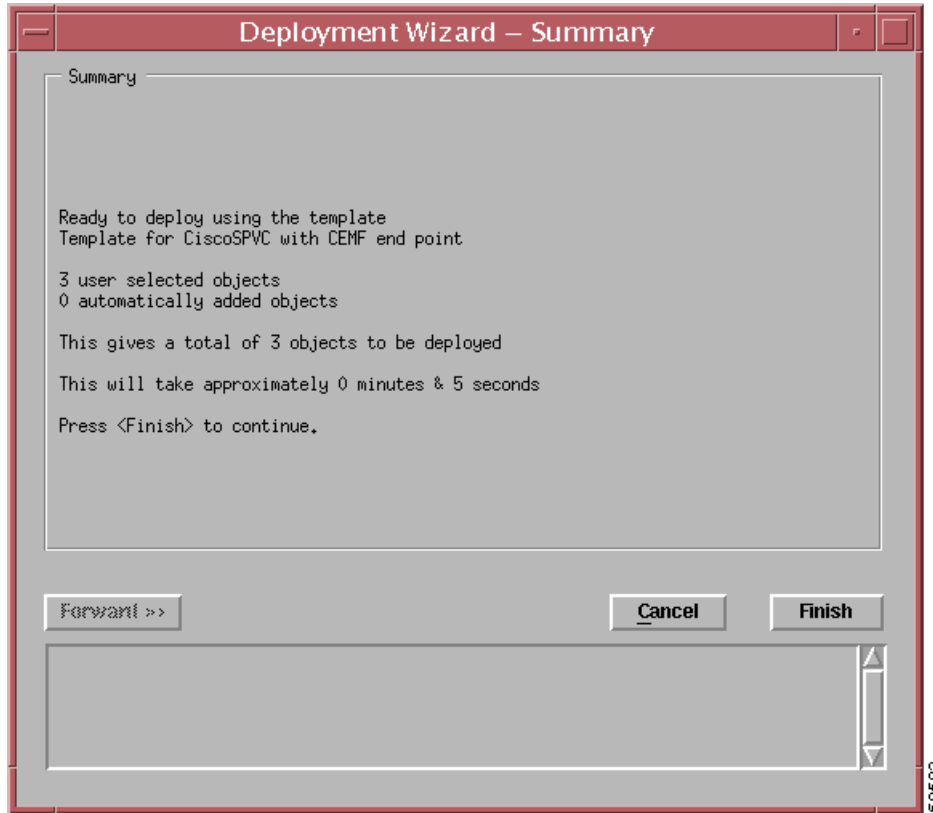 Deployment Wizard – Summary
Summary
Ready to deploy using the template
Template for CiscoSPVC with CEMF end point
3 user selected objects
0 automatically added objects
This gives a total of 3 objects to be deployed
This will take approximately 0 minutes & 5 seconds
Press <Finish> to continue.
Forward >>
Cancel
Finish